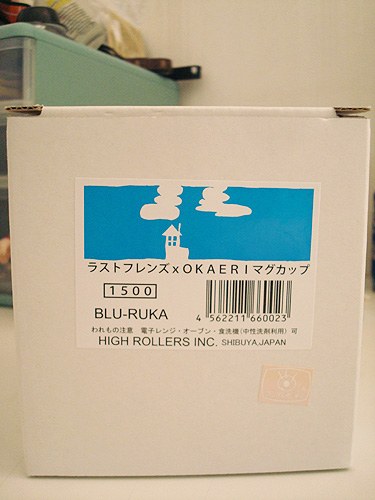 ラストフレンズxOKAERIマグカップ
1500
BLU-RUKA
4 562211 660023
われもの注意 電子レンジ・オーブン・食洗機(中性洗剤利用)可
HIGH ROLLERS INC. SHIBUYA,JAPAN